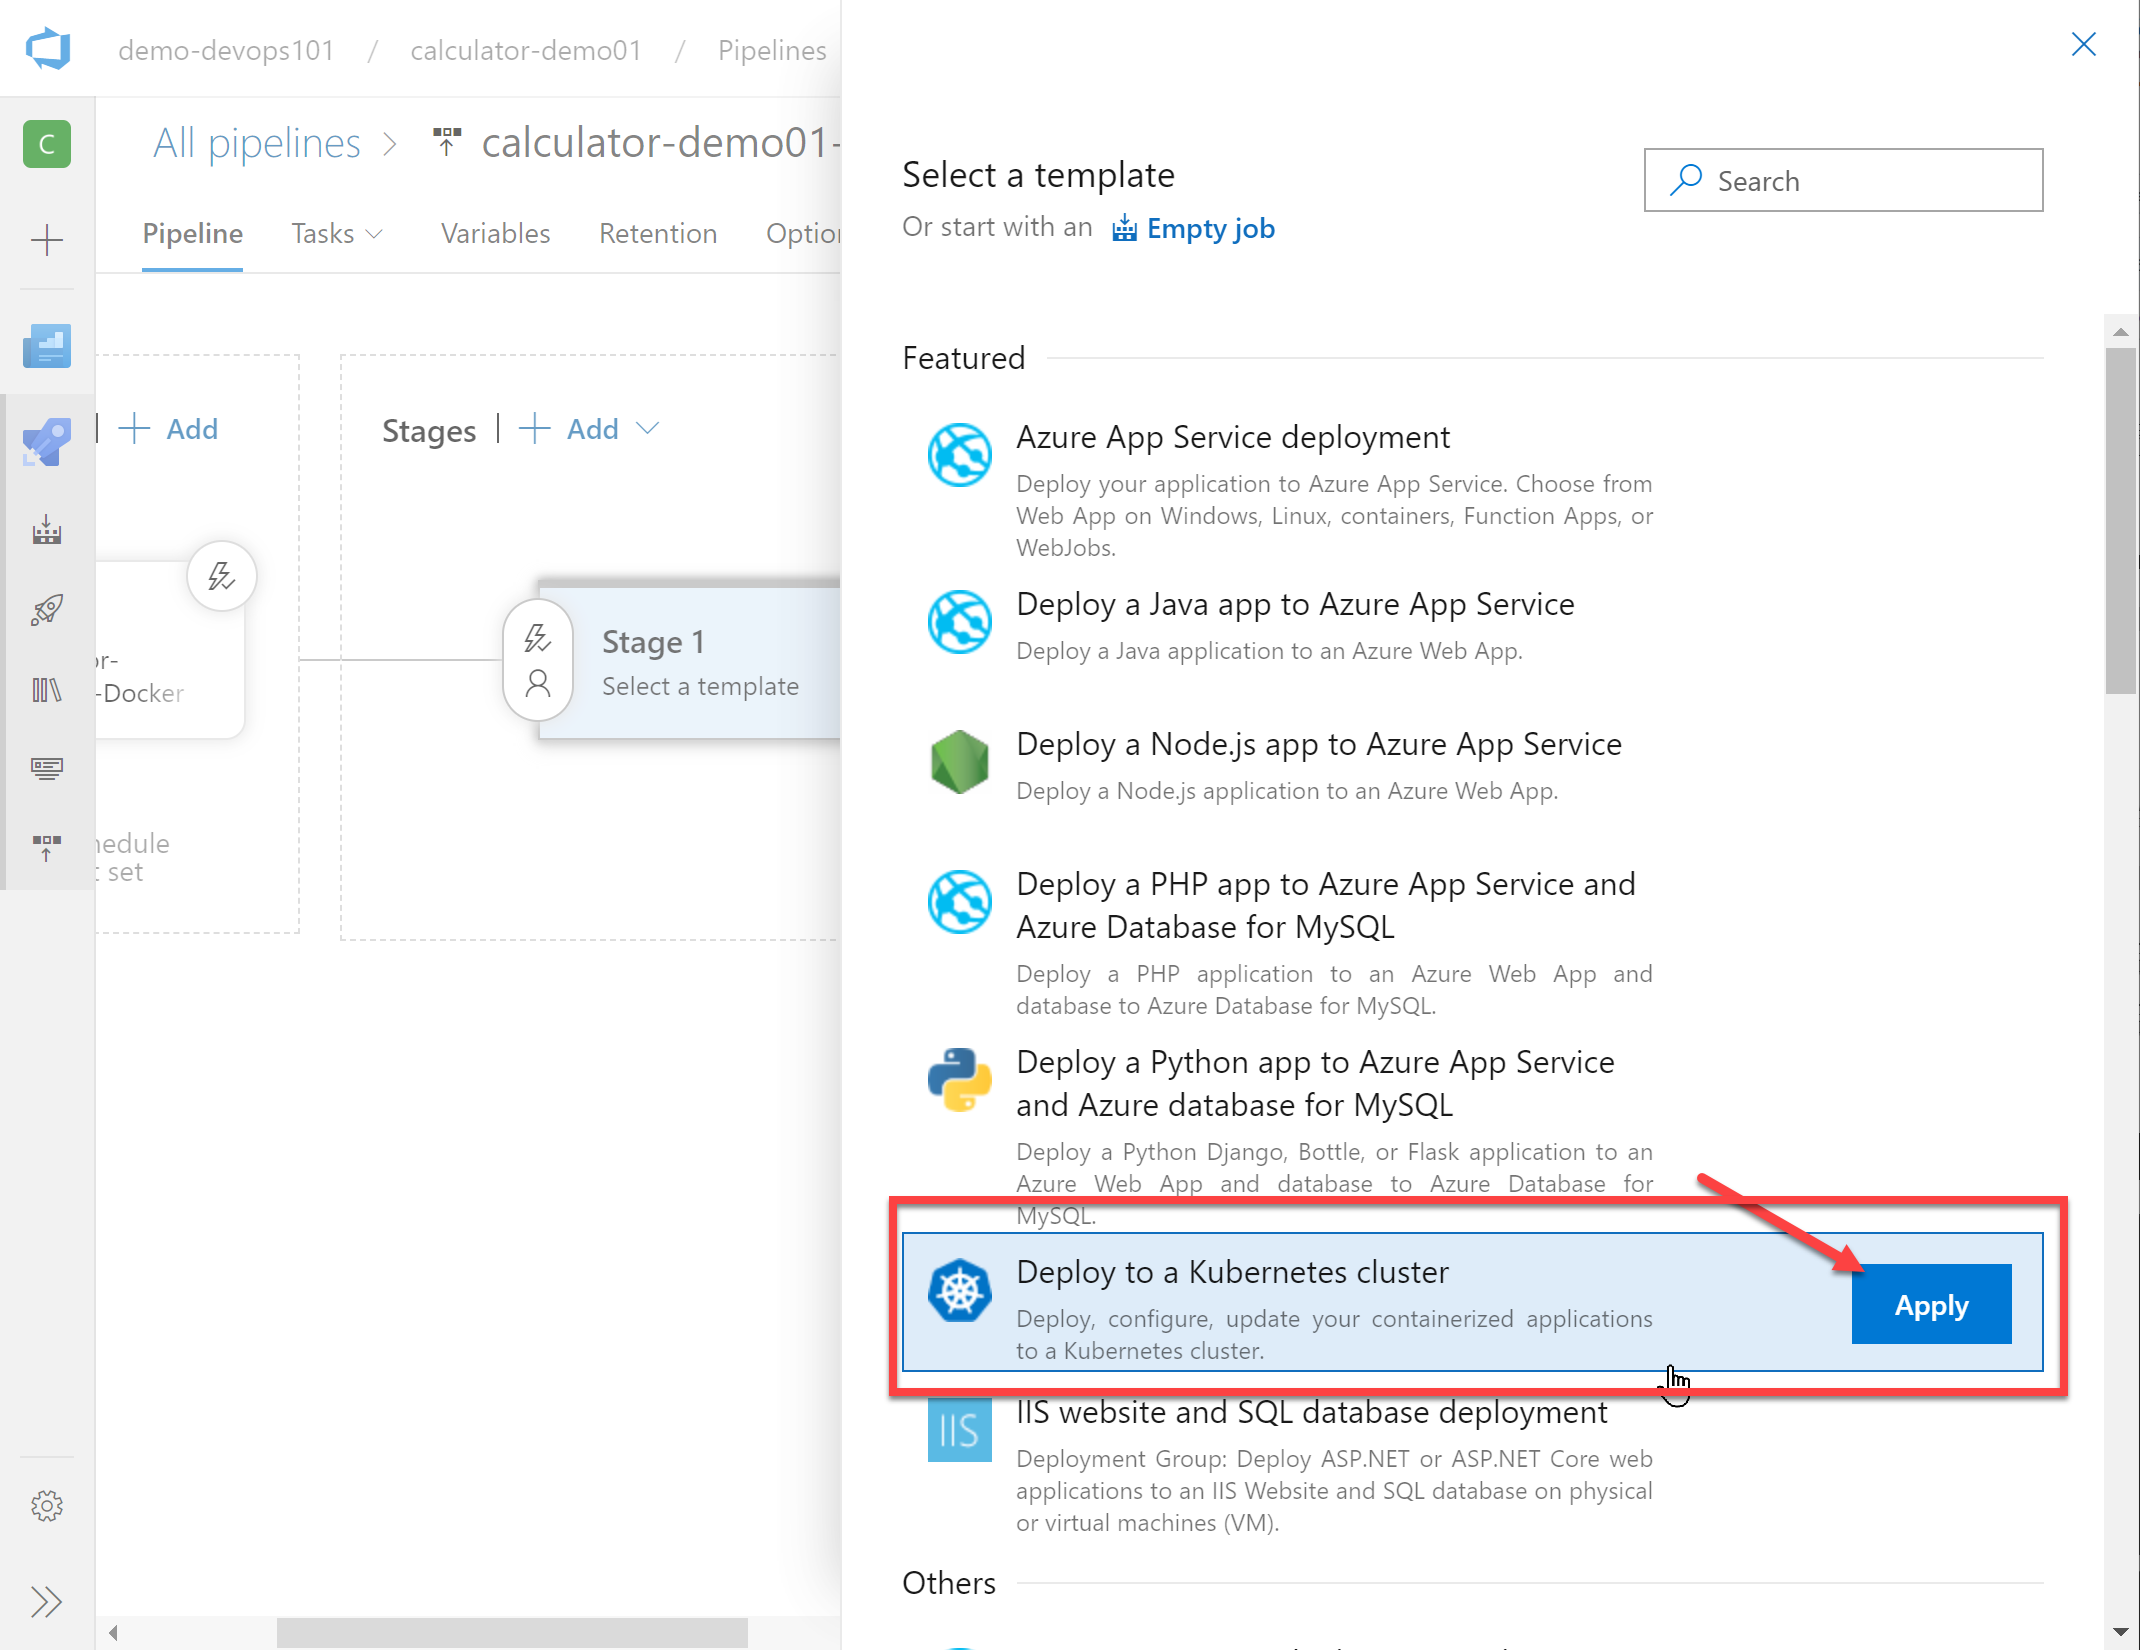 demo-devops101 / calculator-demo01 / Pipelines
C
All pipelines > calculator-demo01-
Pipeline Tasks Variables Retention Option
| + Add
Stages | + Add
Stage 1
Select a template
or-
-Docker
hedule
t set
Select a template
Or start with an Empty job
Search
Featured
Azure App Service deployment
Deploy your application to Azure App Service. Choose from
Web App on Windows, Linux, containers, Function Apps, or
WebJobs.
Deploy a Java app to Azure App Service
Deploy a Java application to an Azure Web App.
Deploy a Node.js app to Azure App Service
Deploy a Node.js application to an Azure Web App.
Deploy a PHP app to Azure App Service and
Azure Database for MySQL
Deploy a PHP application to an Azure Web App and
database to Azure Database for MySQL.
Deploy a Python app to Azure App Service
and Azure database for MySQL
Deploy a Python Django, Bottle, or Flask application to an
Azure Web App and database to Azure Database for
MySQL.
Deploy to a Kubernetes cluster
Deploy, configure, update your containerized applications
to a Kubernetes cluster.
Apply
IIS
IIS website and SQL database deployment
Deployment Group: Deploy ASP.NET or ASP.NET Core web
applications to an IIS Website and SQL database on physical
or virtual machines (VM).
Others